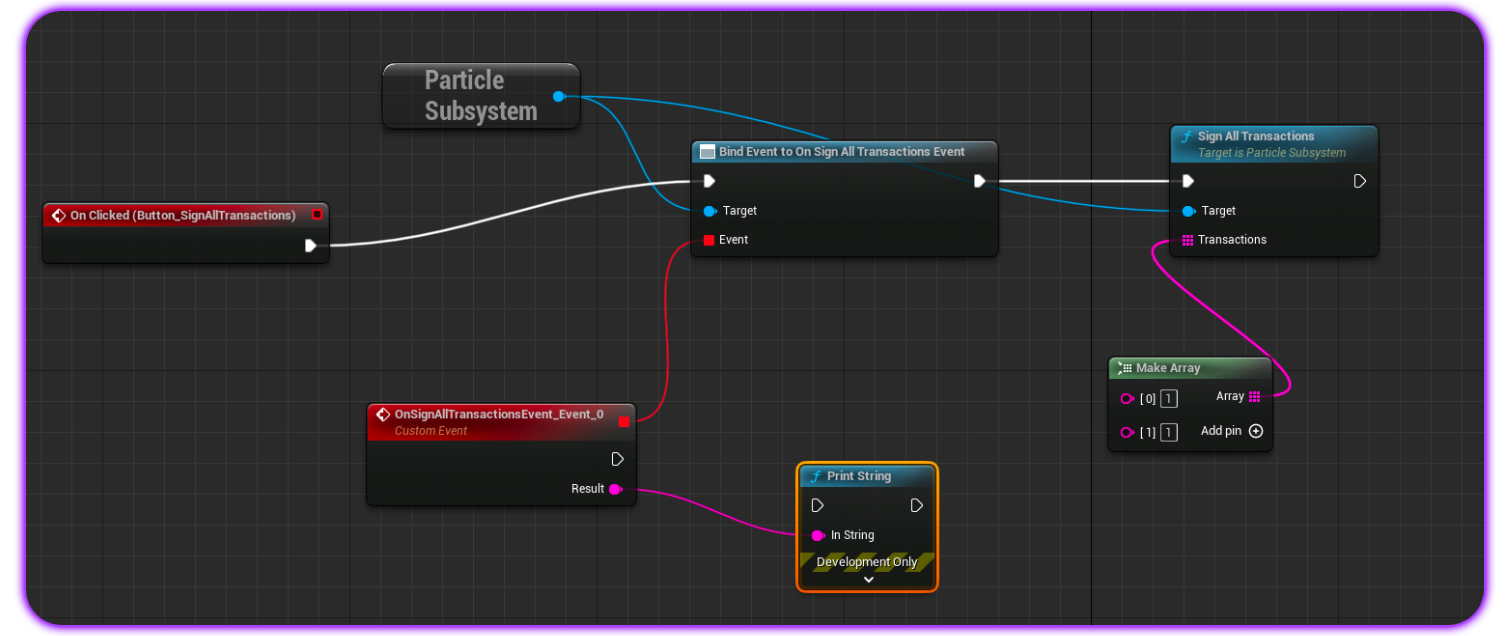 Particle
Subsystem
On Clicked (Button_SignAllTransactions)
Bind Event to On Sign All Transactions Event
Target
Event
Sign All Transactions
Target is Particle Subsystem
Target
Transactions
Make Array
[0] 1
Array
[1] 1
Add pin
OnSignAllTransactionsEvent_Event_0
Custom Event
Result
Print String
In String
Development Only